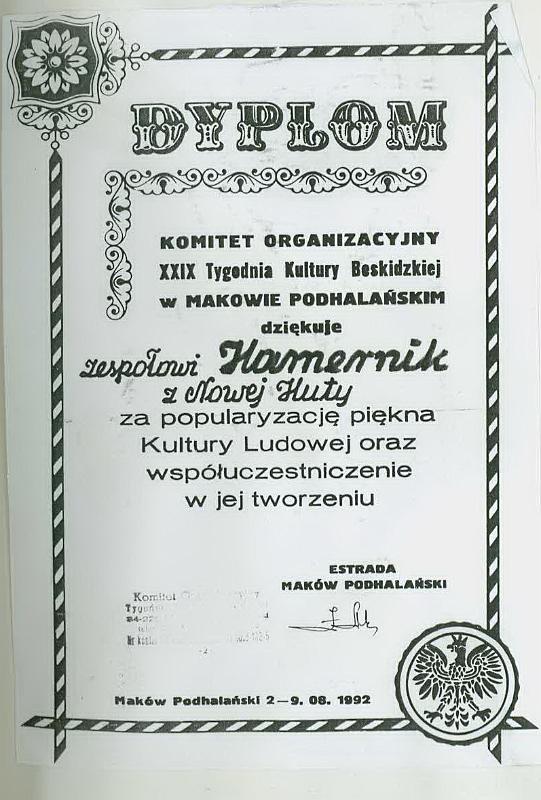 DYPLOM
KOMITET ORGANIZACYJNY
XXIX Tygodnia Kultury Beskidzkiej
w MAKOWIE PODHALAŃSKIM
dziękuje
zespołowi Hamernik
z Nowej Huty
za popularyzację piękna
Kultury Ludowej oraz
współuczestniczenie
w jej tworzeniu
ESTRADA
MAKÓW PODHALAŃSKI
Komitet
Maków Podhalański 2–9. 08. 1992